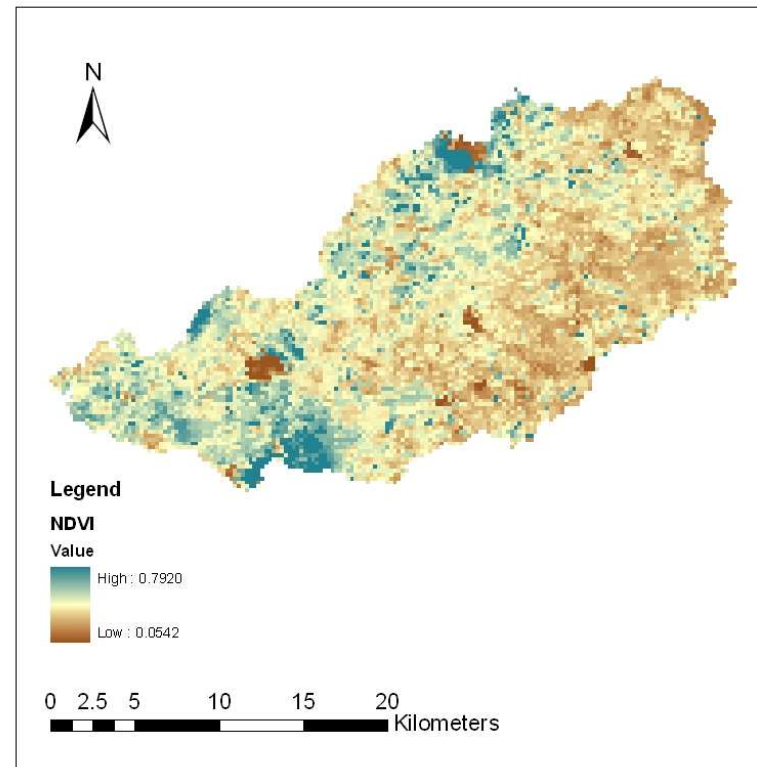 N
Legend
NDVI
Value
High : 0.7920
Low : 0.0542
0 2.5 5 10 15 20
Kilometers